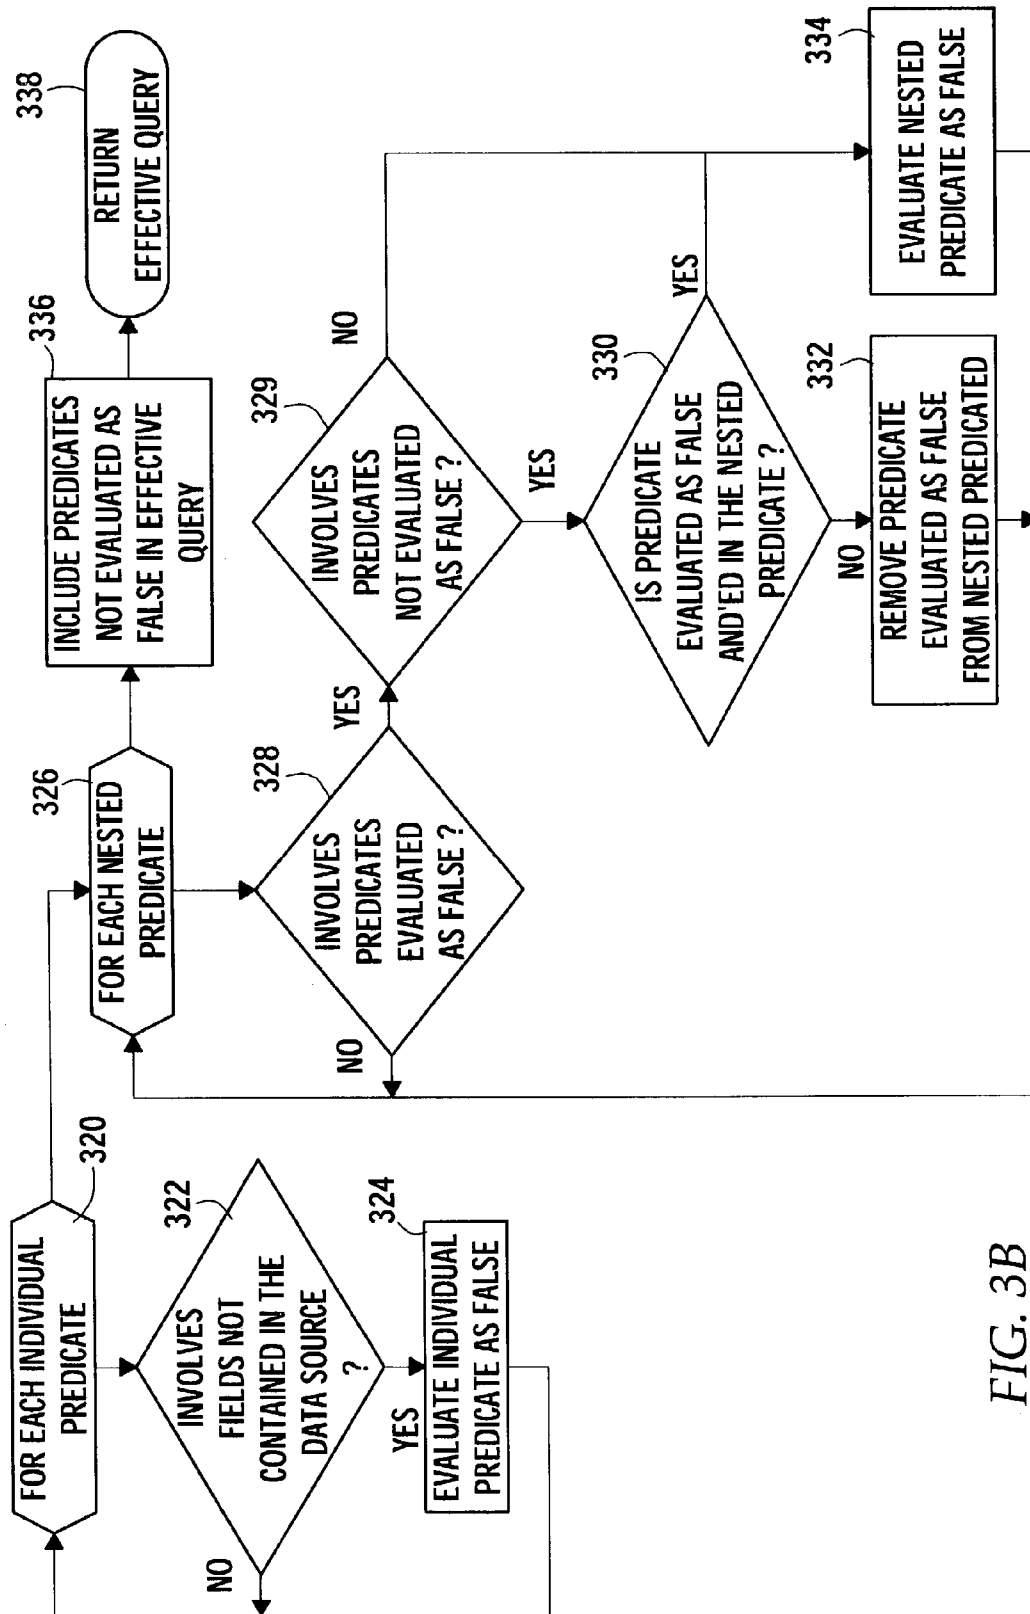 FOR EACH INDIVIDUAL
PREDICATE
320
INVOLVES
FIELDS NOT
CONTAINED IN THE
DATA SOURCE
?
322
NO
YES
EVALUATE INDIVIDUAL
PREDICATE AS FALSE
324
FOR EACH NESTED
PREDICATE
326
INCLUDE PREDICATES
NOT EVALUATED AS
FALSE IN EFFECTIVE
QUERY
336
RETURN
EFFECTIVE QUERY
338
INVOLVES
PREDICATES
EVALUATED
AS FALSE ?
328
NO
YES
INVOLVES
PREDICATES
NOT EVALUATED
AS FALSE ?
329
NO
YES
IS PREDICATE
EVALUATED AS FALSE
AND'ED IN THE NESTED
PREDICATE ?
330
YES
NO
REMOVE PREDICATE
EVALUATED AS FALSE
FROM NESTED PREDICATED
332
EVALUATE NESTED
PREDICATE AS FALSE
334
FIG. 3B